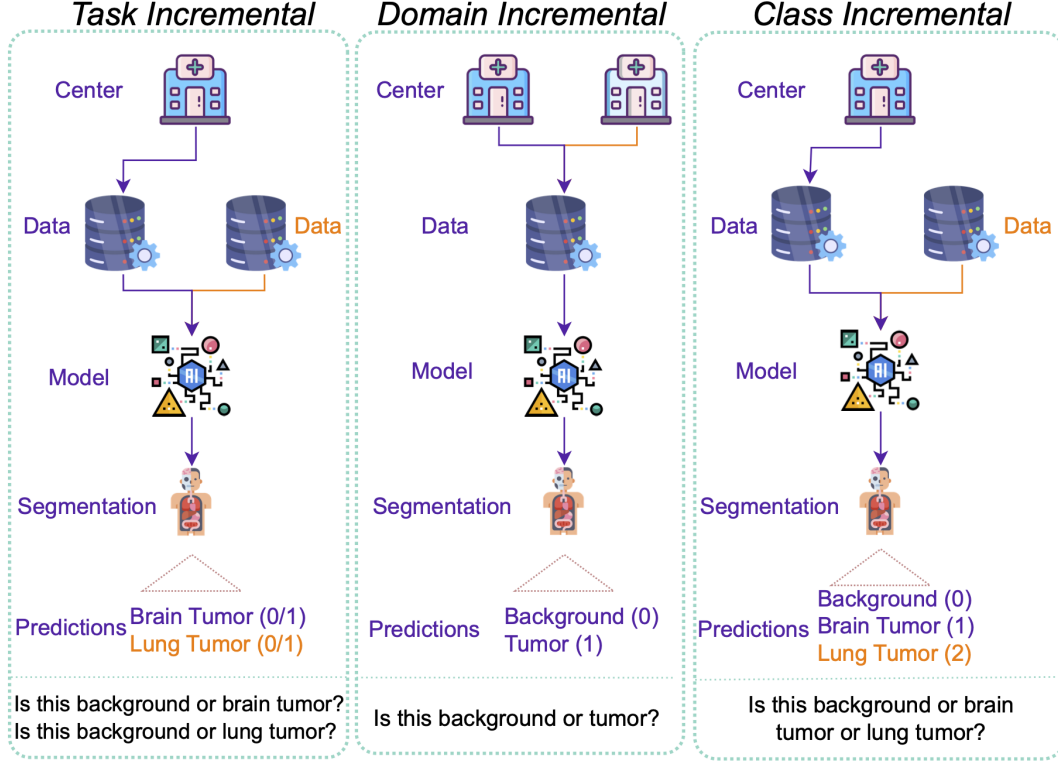 Task Incremental
Center
Data
Data
Model
AI
Segmentation
Predictions
Brain Tumor (0/1)
Lung Tumor (0/1)
Is this background or brain tumor?
Is this background or lung tumor?
Domain Incremental
Center
Data
Model
AI
Segmentation
Predictions
Background (0)
Tumor (1)
Is this background or tumor?
Class Incremental
Center
Data
Data
Model
AI
Segmentation
Predictions
Background (0)
Brain Tumor (1)
Lung Tumor (2)
Is this background or brain
tumor or lung tumor?